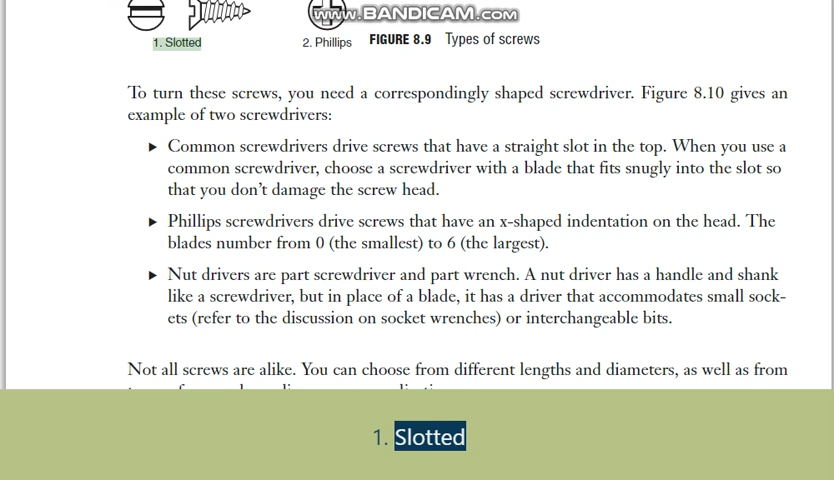 www.BANDICAM.com
1. Slotted
2. Phillips FIGURE 8.9 Types of screws
To turn these screws, you need a correspondingly shaped screwdriver. Figure 8.10 gives an
example of two screwdrivers:
▶ Common screwdrivers drive screws that have a straight slot in the top. When you use a
common screwdriver, choose a screwdriver with a blade that fits snugly into the slot so
that you don’t damage the screw head.
▶ Phillips screwdrivers drive screws that have an x-shaped indentation on the head. The
blades number from 0 (the smallest) to 6 (the largest).
▶ Nut drivers are part screwdriver and part wrench. A nut driver has a handle and shank
like a screwdriver, but in place of a blade, it has a driver that accommodates small sock-
ets (refer to the discussion on socket wrenches) or interchangeable bits.
Not all screws are alike. You can choose from different lengths and diameters, as well as from
1. Slotted